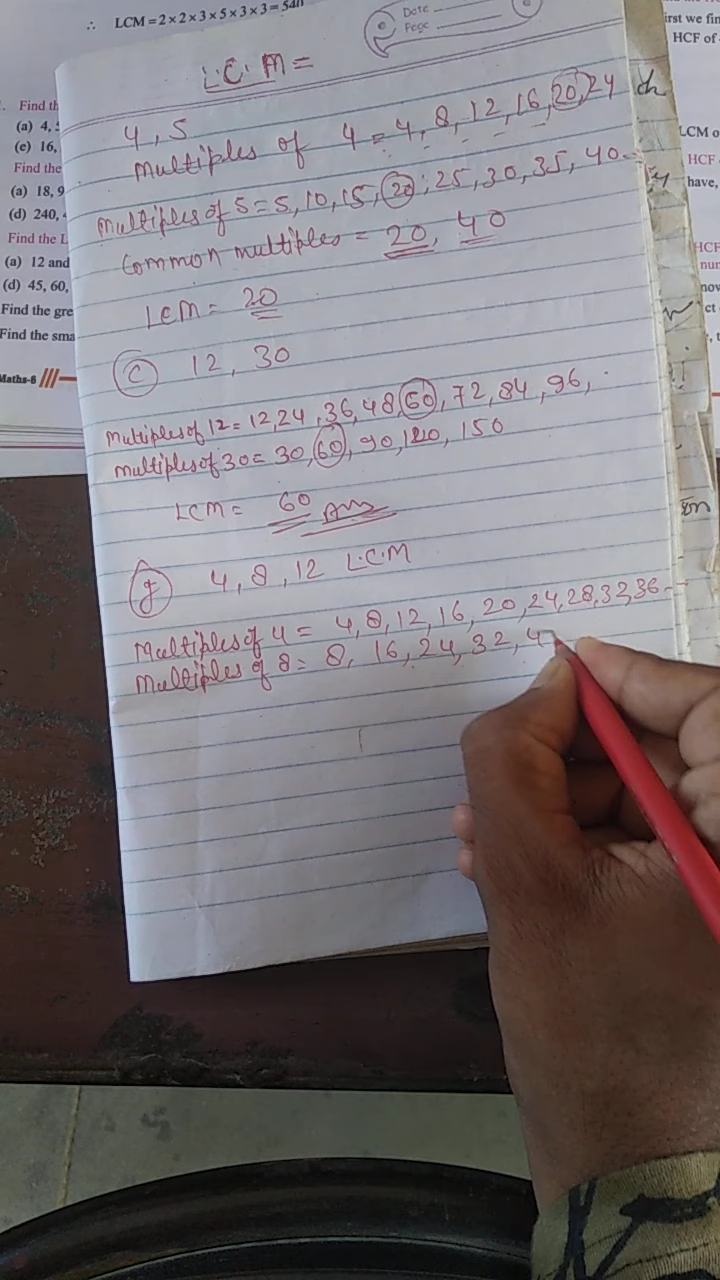 ∴ LCM = 2 × 2 × 3 × 5 × 3 × 3 = 540
Date
Page
irst we fin
HCF of
L.C.M =
Find th
(a) 4,
(e) 16,
Find the
(a) 18, 9
(d) 240,
Find the L
(a) 12 and
(d) 45, 60,
Find the gre
Find the sma
Maths-6
4, 5
Multiples of 4 = 4, 8, 12, 16, 20, 24
Multiples of 5 = 5, 10, 15, 20, 25, 30, 35, 40
Common multiples = 20, 40
LCM = 20
(C) 12, 30
Multiples of 12 = 12, 24, 36, 48, 60, 72, 84, 96,
Multiples of 30 = 30, 60, 90, 120, 150
LCM = 60 Ans
4, 8, 12 L.C.M
Multiples of 4 = 4, 8, 12, 16, 20, 24, 28, 32, 36
Multiples of 8 = 8, 16, 24, 32, 4
LCM o
HCF
have,
HCF